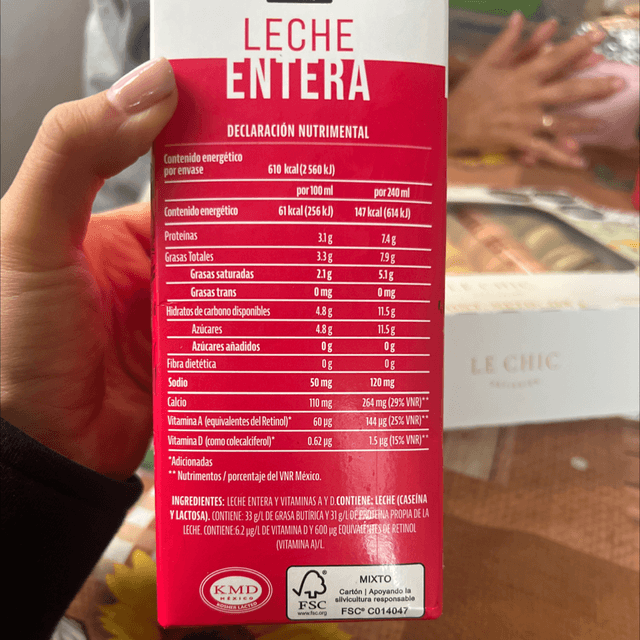 LECHE
ENTERA
DECLARACIÓN NUTRIMENTAL
Contenido energético
por envase 610 kcal (2 560 kJ)
por 100 ml por 240 ml
Contenido energético 61 kcal (256 kJ) 147 kcal (614 kJ)
Proteínas 3.1 g 7.4 g
Grasas Totales 3.3 g 7.9 g
Grasas saturadas 2.1 g 5.1 g
Grasas trans 0 mg 0 mg
Hidratos de carbono disponibles 4.8 g 11.5 g
Azúcares 4.8 g 11.5 g
Azúcares añadidos 0 g 0 g
Fibra dietética 0 g 0 g
Sodio 50 mg 120 mg
Calcio 110 mg 264 mg (29% VNR)**
Vitamina A (equivalentes del Retinol)* 60 µg 144 µg (25% VNR)**
Vitamina D (como colecalciferol)* 0.62 µg 1.5 µg (15% VNR)**
*Adicionadas
** Nutrimentos / porcentaje del VNR México.
INGREDIENTES: LECHE ENTERA Y VITAMINAS A Y D. CONTIENE: LECHE (CASEÍNA
Y LACTOSA). CONTIENE: 33 g/L DE GRASA BUTÍRICA Y 31 g/L DE PROTEÍNA PROPIA DE LA
LECHE. CONTIENE: 6.2 µg/L DE VITAMINA D Y 600 µg EQUIVALENTES DE RETINOL
(VITAMINA A)/L.
KMD
MÉXICO
KOSHER LACTEO
FSC
www.fsc.org
MIXTO
Cartón | Apoyando la
silvicultura responsable
FSC® C014047
LE CHIC